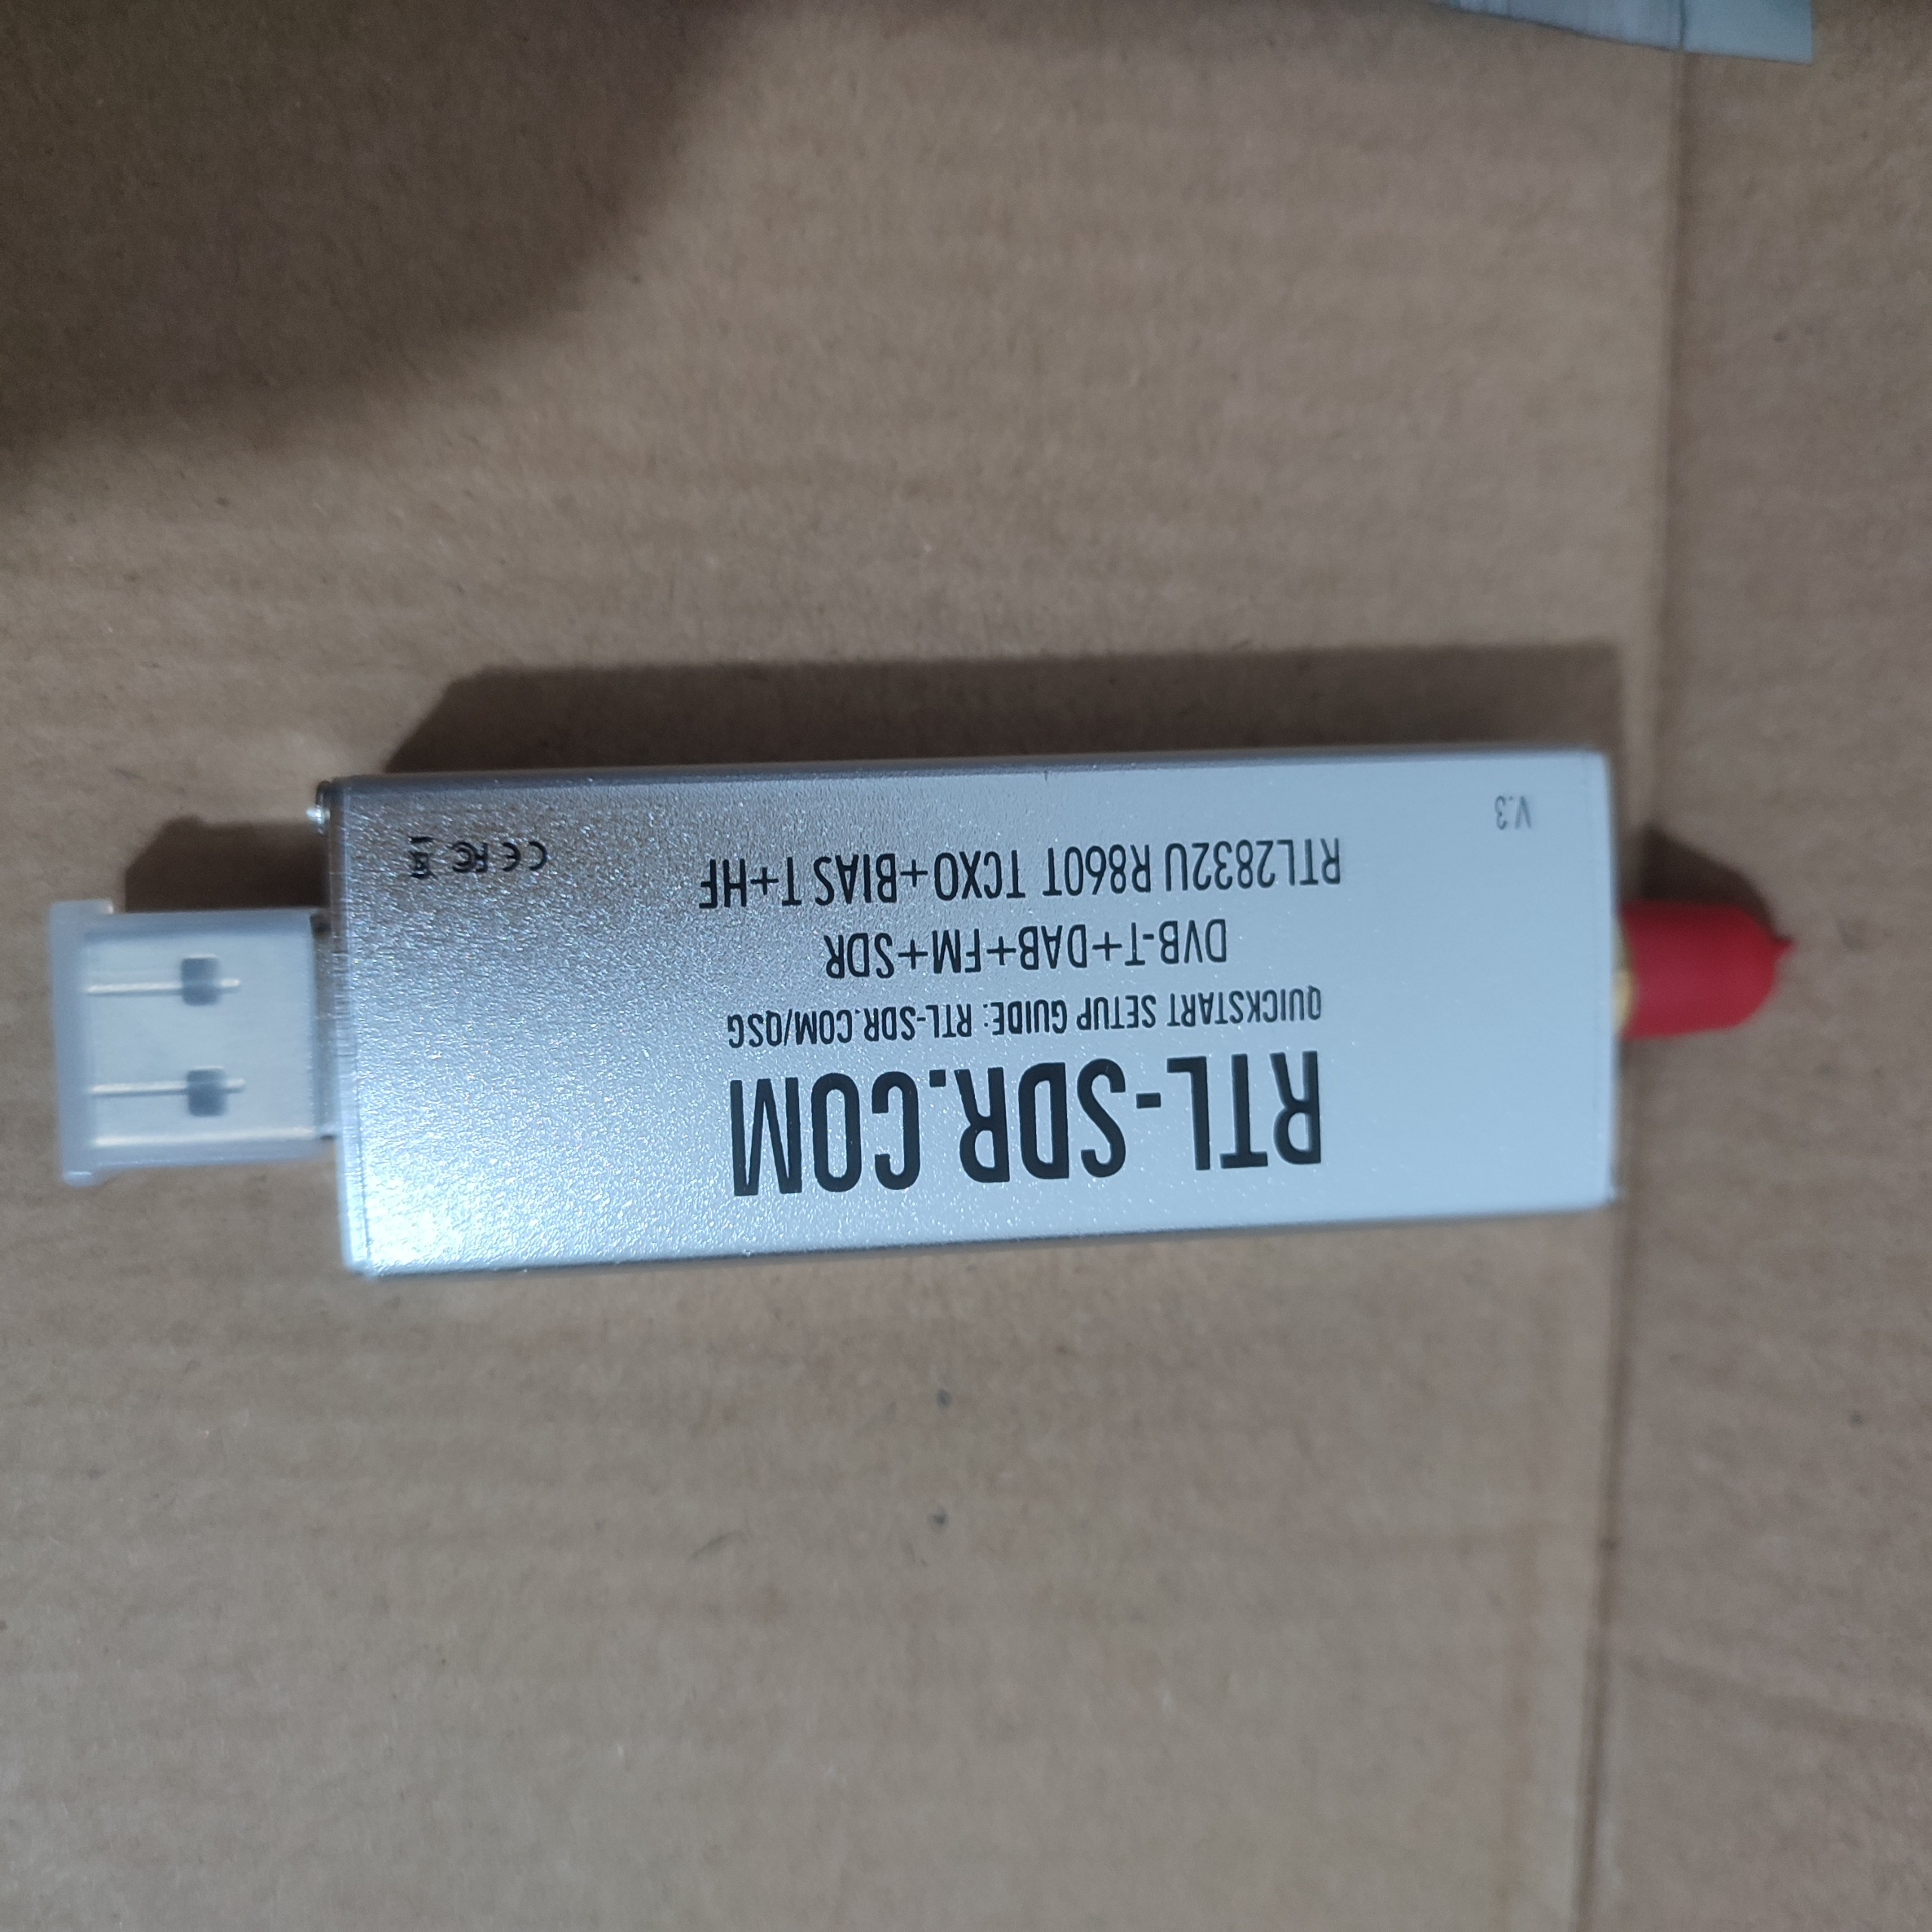 RTL-SDR.COM
QUICKSTART SETUP GUIDE: RTL-SDR.COM/QSG
DVB-T+DAB+FM+SDR
RTL2832U R860T TCXO+BIAS T+HF
V.3
CE FC